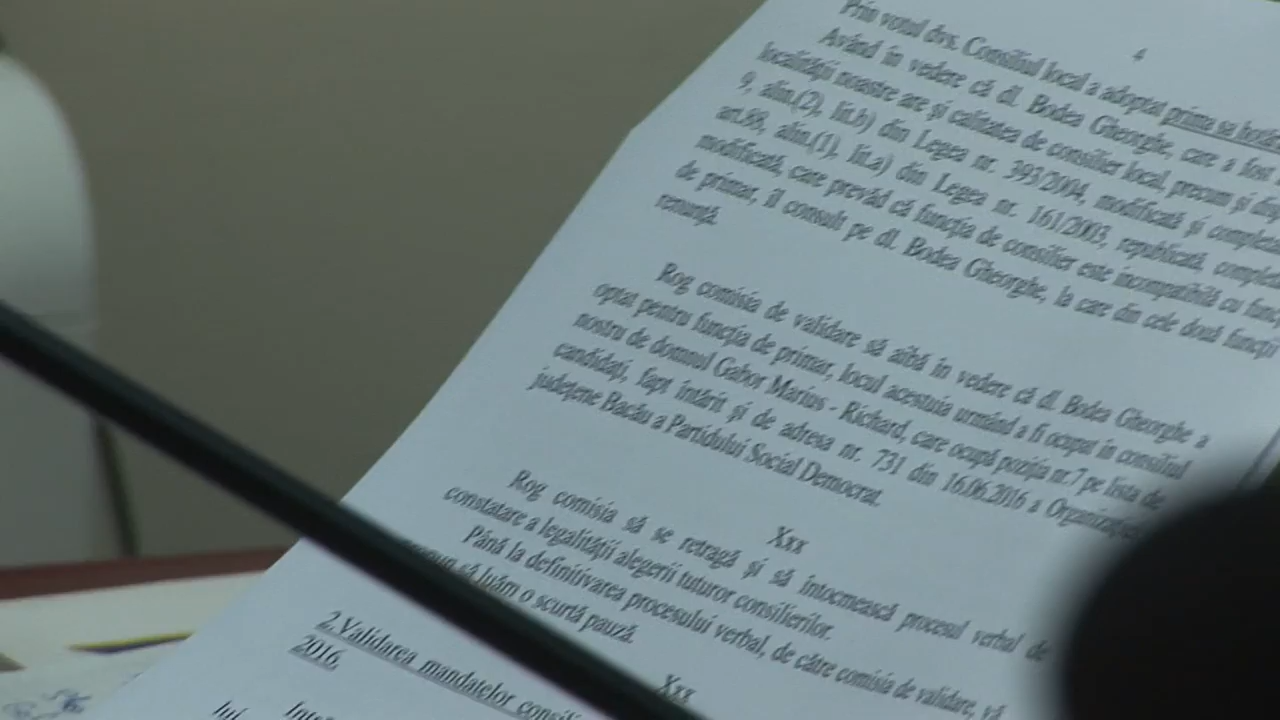 4
Prin votul dvs. Consiliul local a adoptat prima sa
Având în vedere că dl. Bodea Gheorghe, care a fost
localității noastre are și calitatea de consilier local, precum și
9, alin.(2), lit.h) din Legea nr. 393/2004, modificată și
art.88, alin.(1), lit.a) din Legea nr. 161/2003, republicată,
modificată, care prevăd că funcția de consilier este incompatibilă cu
de primar, îl consult pe dl. Bodea Gheorghe, la care din cele două funcții
renunță.
Rog comisia de validare să aibă în vedere că dl. Bodea Gheorghe a
optat pentru funcția de primar, locul acestuia urmând a fi ocupat în consiliul
nostru de domnul Gabor Marius - Richard, care ocupă poziția nr.7 pe lista de
candidați, fapt întărit și de adresa nr. 731 din 16.06.2016 a Organizației
județene Bacău a Partidului Social Democrat.
Xxx
Rog comisia să se retragă și să întocmească procesul verbal de
constatare a legalității alegerii tuturor consilierilor.
Până la definitivarea procesului verbal, de către comisia de validare, vă
să luăm o scurtă pauză.
Xxx
2.Validarea mandatelor
2016.